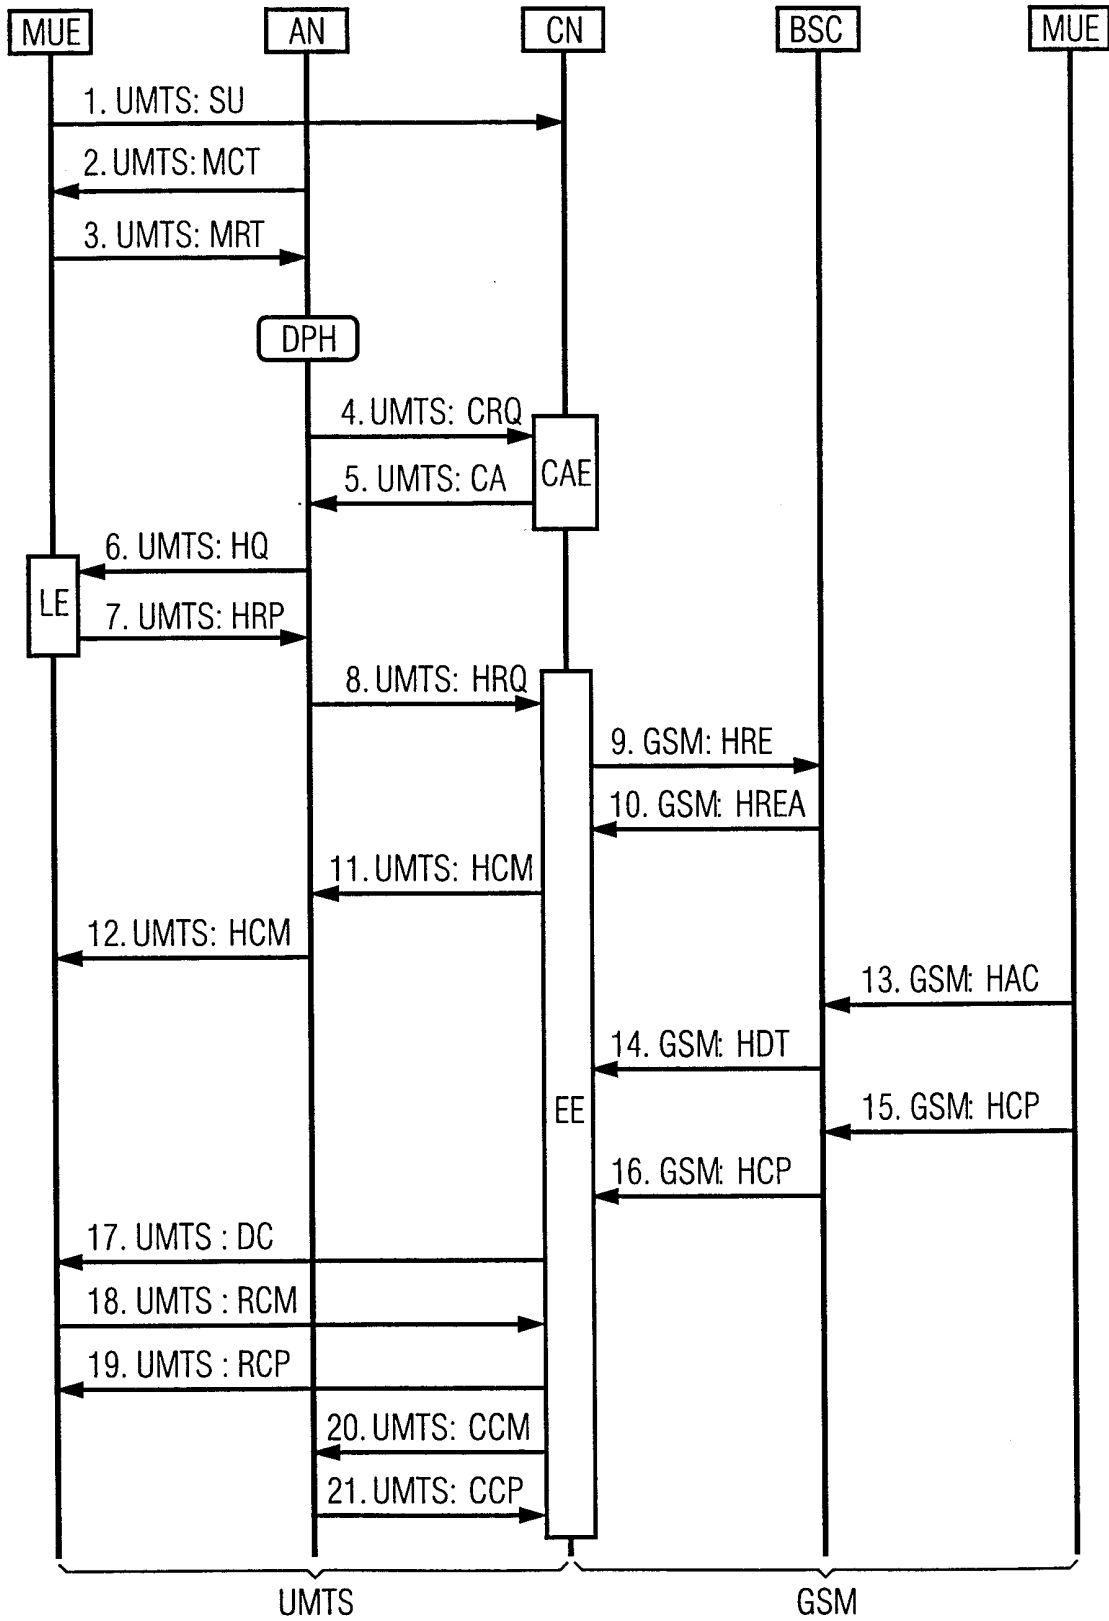 MUE AN CN BSC MUE
1. UMTS: SU
2. UMTS: MCT
3. UMTS: MRT
DPH
4. UMTS: CRQ
CAE
5. UMTS: CA
6. UMTS: HQ
LE
7. UMTS: HRP
8. UMTS: HRQ
9. GSM: HRE
10. GSM: HREA
11. UMTS: HCM
12. UMTS: HCM
13. GSM: HAC
14. GSM: HDT
EE
15. GSM: HCP
16. GSM: HCP
17. UMTS : DC
18. UMTS : RCM
19. UMTS : RCP
20. UMTS: CCM
21. UMTS: CCP
UMTS GSM